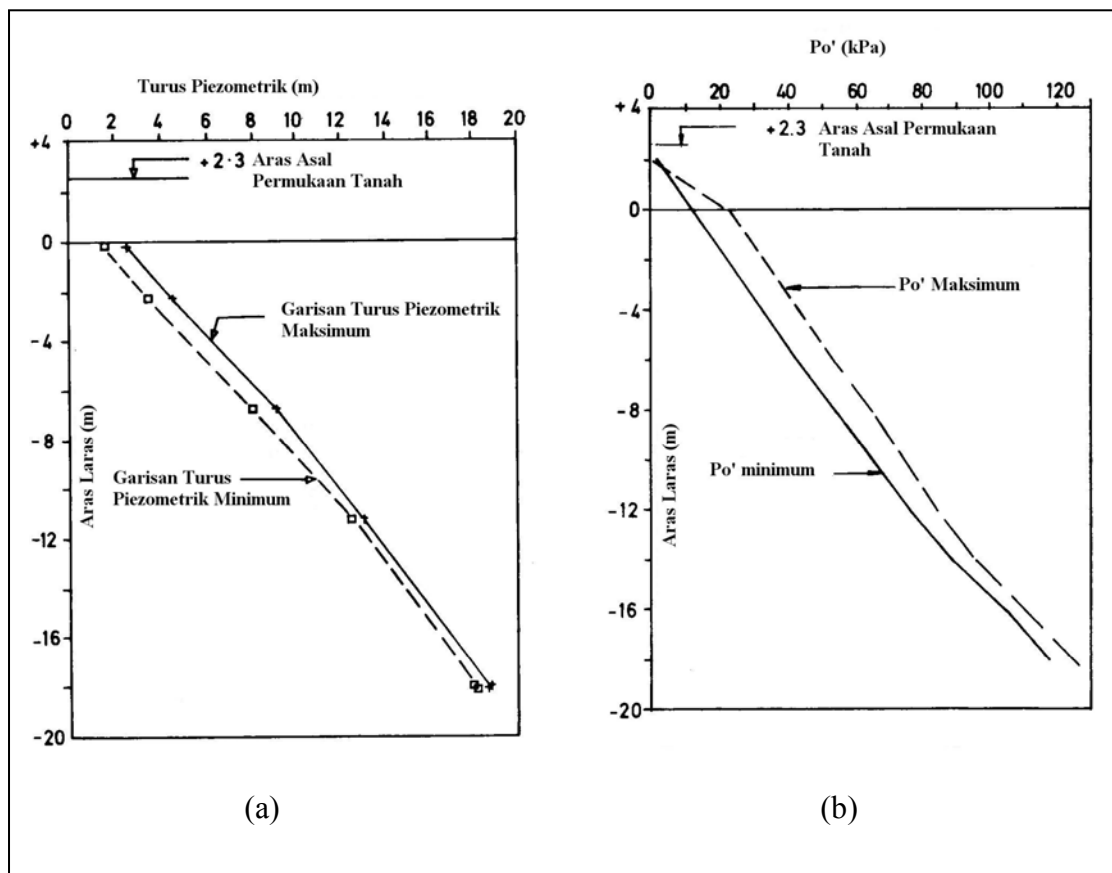 Turus Piezometrik (m)
0 2 4 6 8 10 12 14 16 18 20
+4
+2·3 Aras Asal
Permukaan Tanah
0
Garisan Turus Piezometrik
Maksimum
-4
-8
Garisan Turus
Piezometrik Minimum
-12
-16
-20
Aras Laras (m)
(a)
Po' (kPa)
0 20 40 60 80 100 120
+4
+2.3 Aras Asal Permukaan
Tanah
0
Po' Maksimum
-4
-8
Po' minimum
-12
-16
-20
Aras Laras (m)
(b)